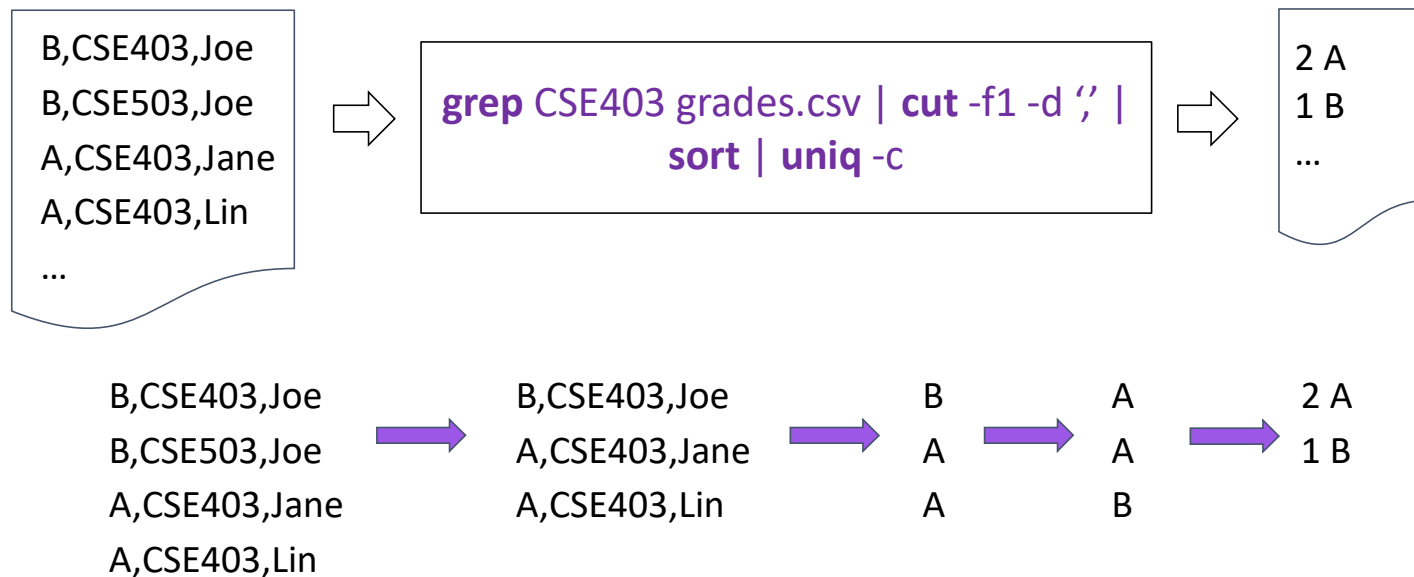 B,CSE403,Joe
B,CSE503,Joe
A,CSE403,Jane
A,CSE403,Lin
…
grep CSE403 grades.csv | cut -f1 -d ‘,’ |
sort | uniq -c
2 A
1 B
…
B,CSE403,Joe
B,CSE503,Joe
A,CSE403,Jane
A,CSE403,Lin
B,CSE403,Joe
A,CSE403,Jane
A,CSE403,Lin
B
A
A
A
A
B
2 A
1 B